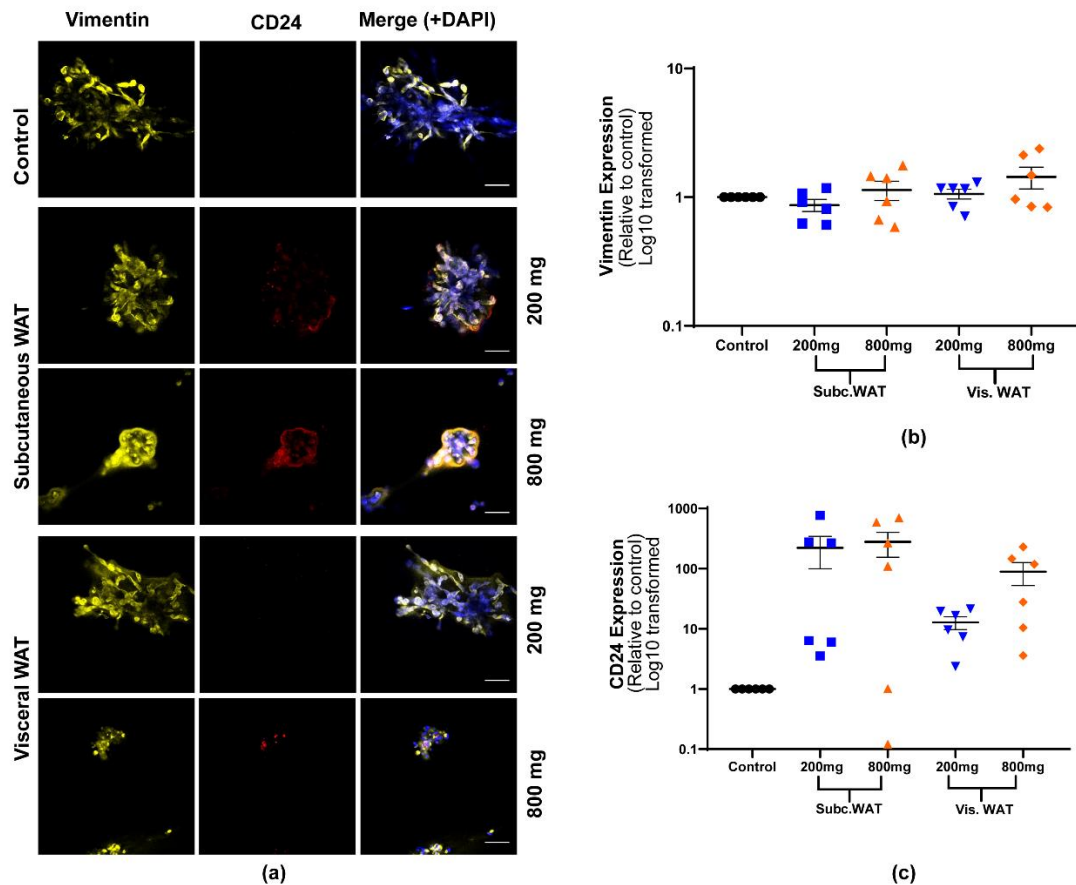 Vimentin CD24 Merge (+DAPI)
Control
Subcutaneous WAT
200 mg
800 mg
Visceral WAT
200 mg
800 mg
(a)
Vimentin Expression
(Relative to control)
Log10 transformed
10
1
0.1
Control 200mg 800mg 200mg 800mg
Subc.WAT Vis. WAT
(b)
CD24 Expression
(Relative to control)
Log10 transformed
1000
100
10
1
0.1
Control 200mg 800mg 200mg 800mg
Subc.WAT Vis. WAT
(c)